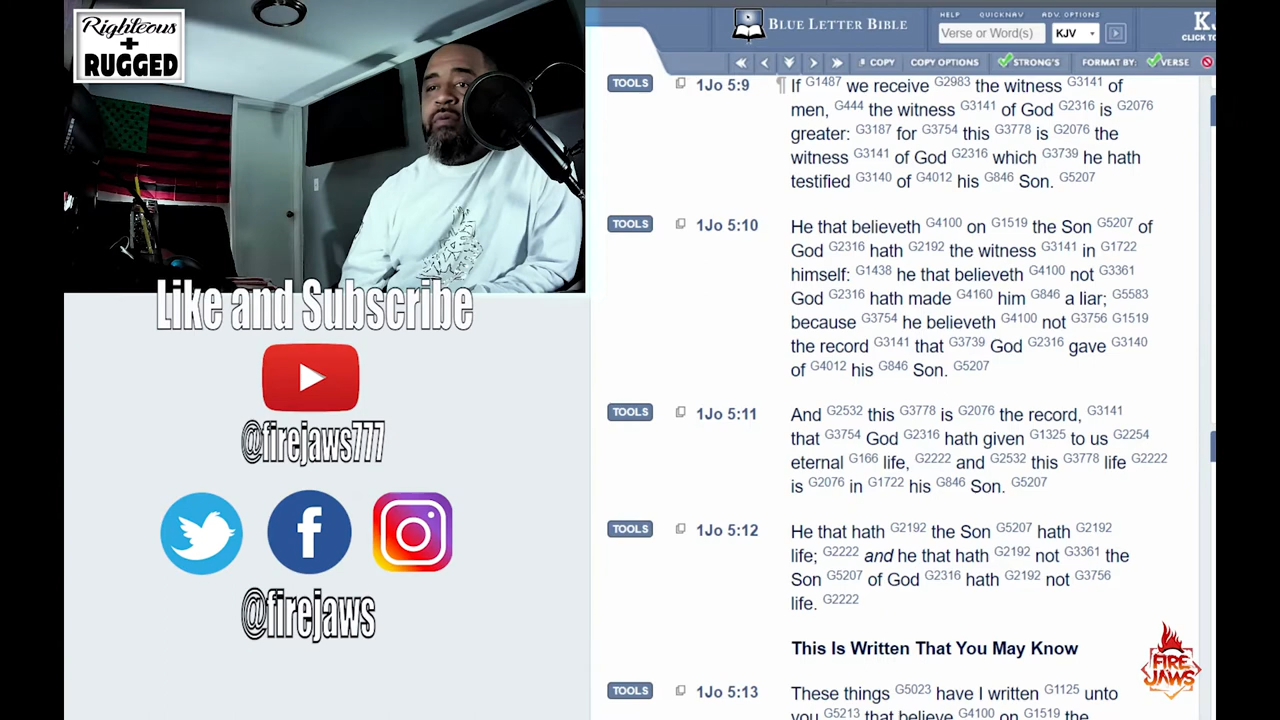 Righteous
+
RUGGED
Like and Subscribe
@firejaws777
@firejaws
BLUE LETTER BIBLE
HELP QUICKNAV ADV. OPTIONS
Verse or Word(s) KJV
CLICK TO
COPY COPY OPTIONS STRONG'S FORMAT BY: VERSE
TOOLS 1Jo 5:9 ¶ If G1487 we receive G2983 the witness G3141 of
men, G444 the witness G3141 of God G2316 is G2076
greater: G3187 for G3754 this G3778 is G2076 the
witness G3141 of God G2316 which G3739 he hath
testified G3140 of G4012 his G846 Son. G5207
TOOLS 1Jo 5:10 He that believeth G4100 on G1519 the Son G5207 of
God G2316 hath G2192 the witness G3141 in G1722
himself: G1438 he that believeth G4100 not G3361
God G2316 hath made G4160 him G846 a liar; G5583
because G3754 he believeth G4100 not G3756 G1519
the record G3141 that G3739 God G2316 gave G3140
of G4012 his G846 Son. G5207
TOOLS 1Jo 5:11 And G2532 this G3778 is G2076 the record, G3141
that G3754 God G2316 hath given G1325 to us G2254
eternal G166 life, G2222 and G2532 this G3778 life G2222
is G2076 in G1722 his G846 Son. G5207
TOOLS 1Jo 5:12 He that hath G2192 the Son G5207 hath G2192
life; G2222 and he that hath G2192 not G3361 the
Son G5207 of God G2316 hath G2192 not G3756
life. G2222
This Is Written That You May Know
TOOLS 1Jo 5:13 These things G5023 have I written G1125 unto
you G5213 that believe G4100 on G1519 the
FIRE
JAWS